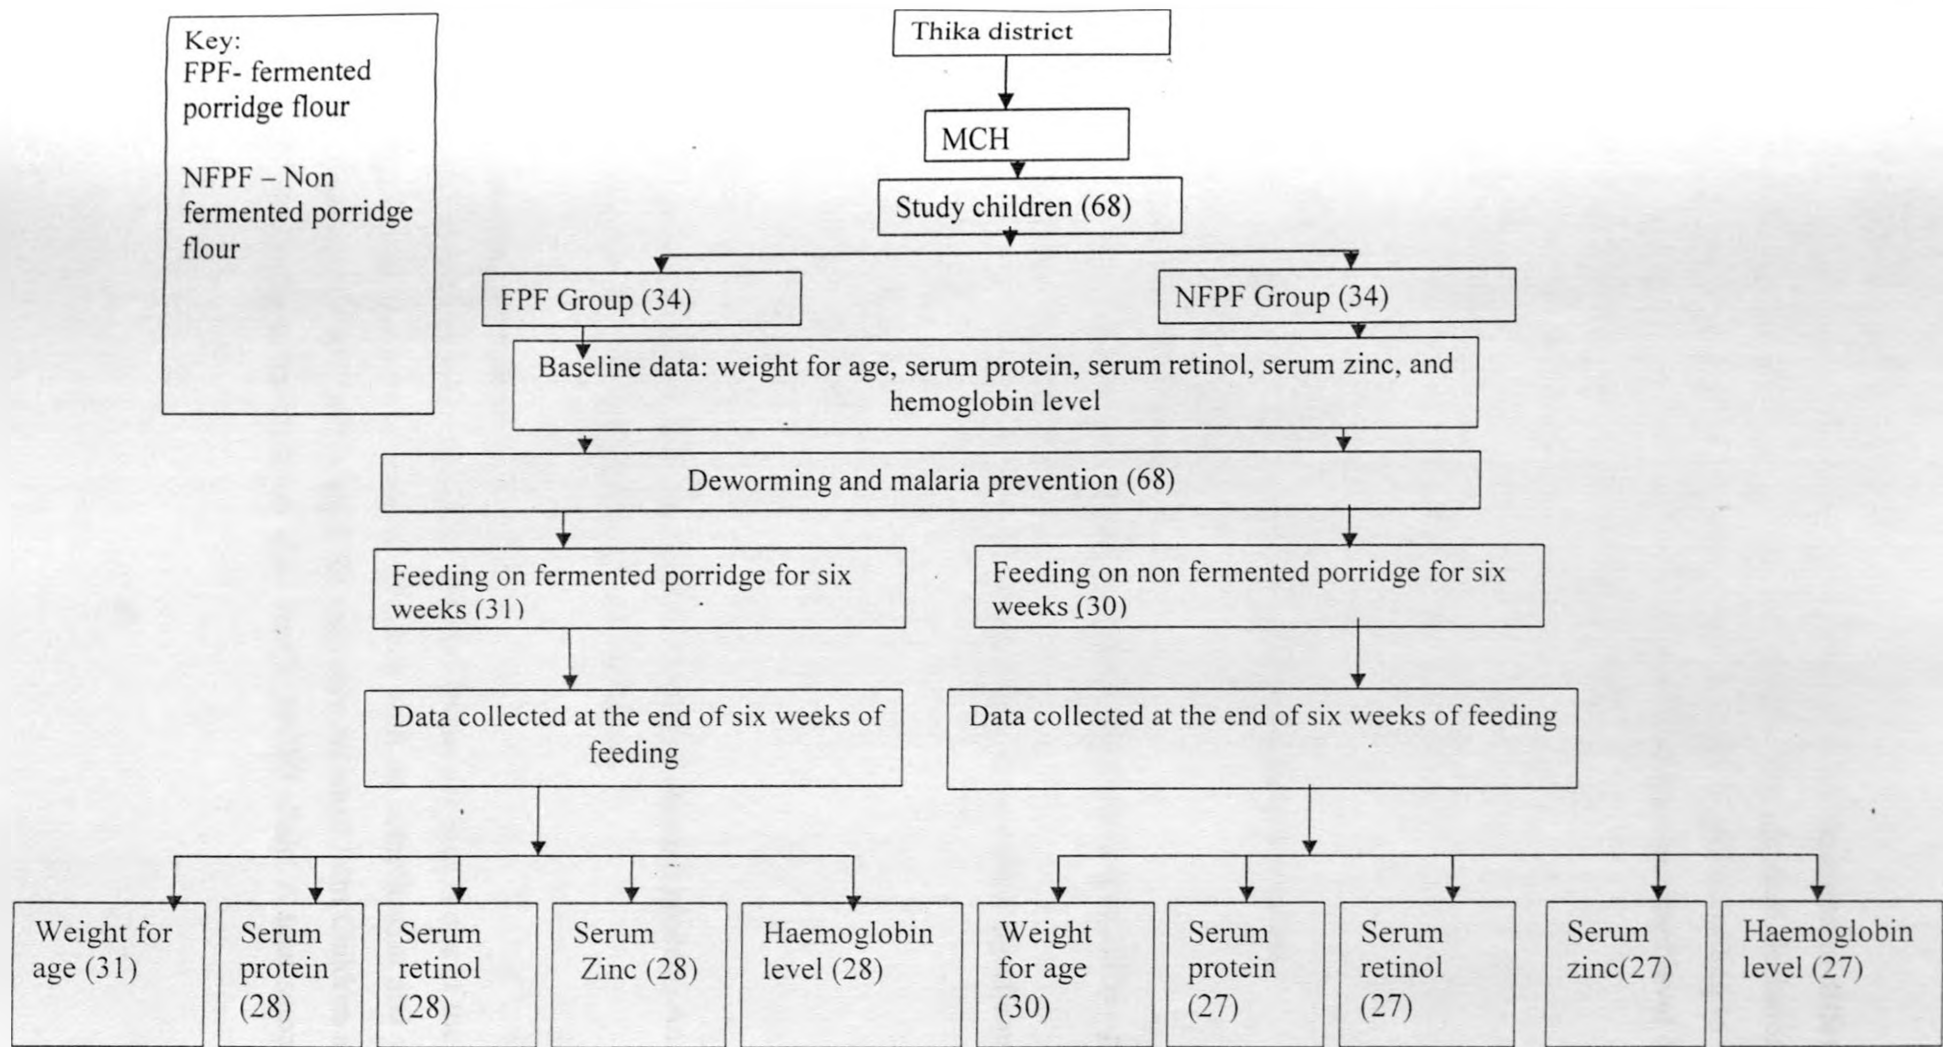 Key:
FPF- fermented
porridge flour
NFPF – Non
fermented porridge
flour
Thika district
MCH
Study children (68)
FPF Group (34)
NFPF Group (34)
Baseline data: weight for age, serum protein, serum retinol, serum zinc, and
hemoglobin level
Deworming and malaria prevention (68)
Feeding on fermented porridge for six
weeks (31)
Feeding on non fermented porridge for six
weeks (30)
Data collected at the end of six weeks of
feeding
Data collected at the end of six weeks of feeding
Weight for
age (31)
Serum
protein
(28)
Serum
retinol
(28)
Serum
Zinc (28)
Haemoglobin
level (28)
Weight
for age
(30)
Serum
protein
(27)
Serum
retinol
(27)
Serum
zinc(27)
Haemoglobin
level (27)